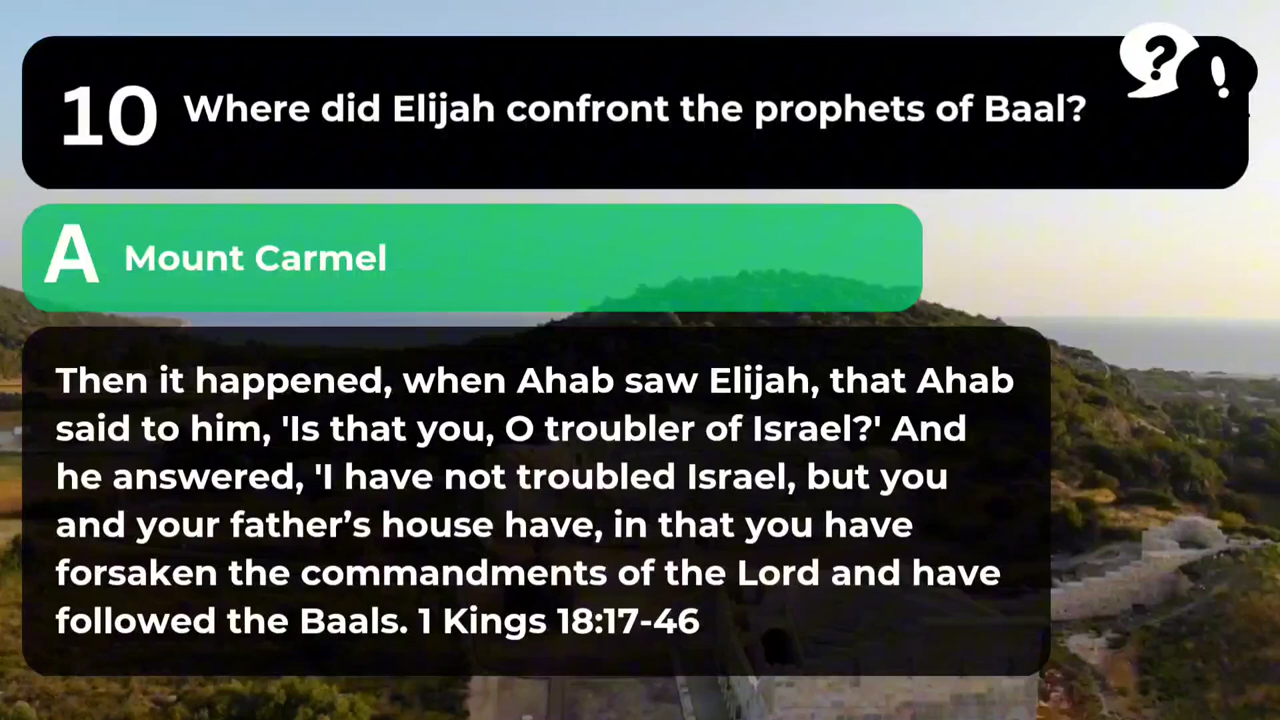 10 Where did Elijah confront the prophets of Baal?
? !
A Mount Carmel
Then it happened, when Ahab saw Elijah, that Ahab
said to him, 'Is that you, O troubler of Israel?' And
he answered, 'I have not troubled Israel, but you
and your father’s house have, in that you have
forsaken the commandments of the Lord and have
followed the Baals. 1 Kings 18:17-46